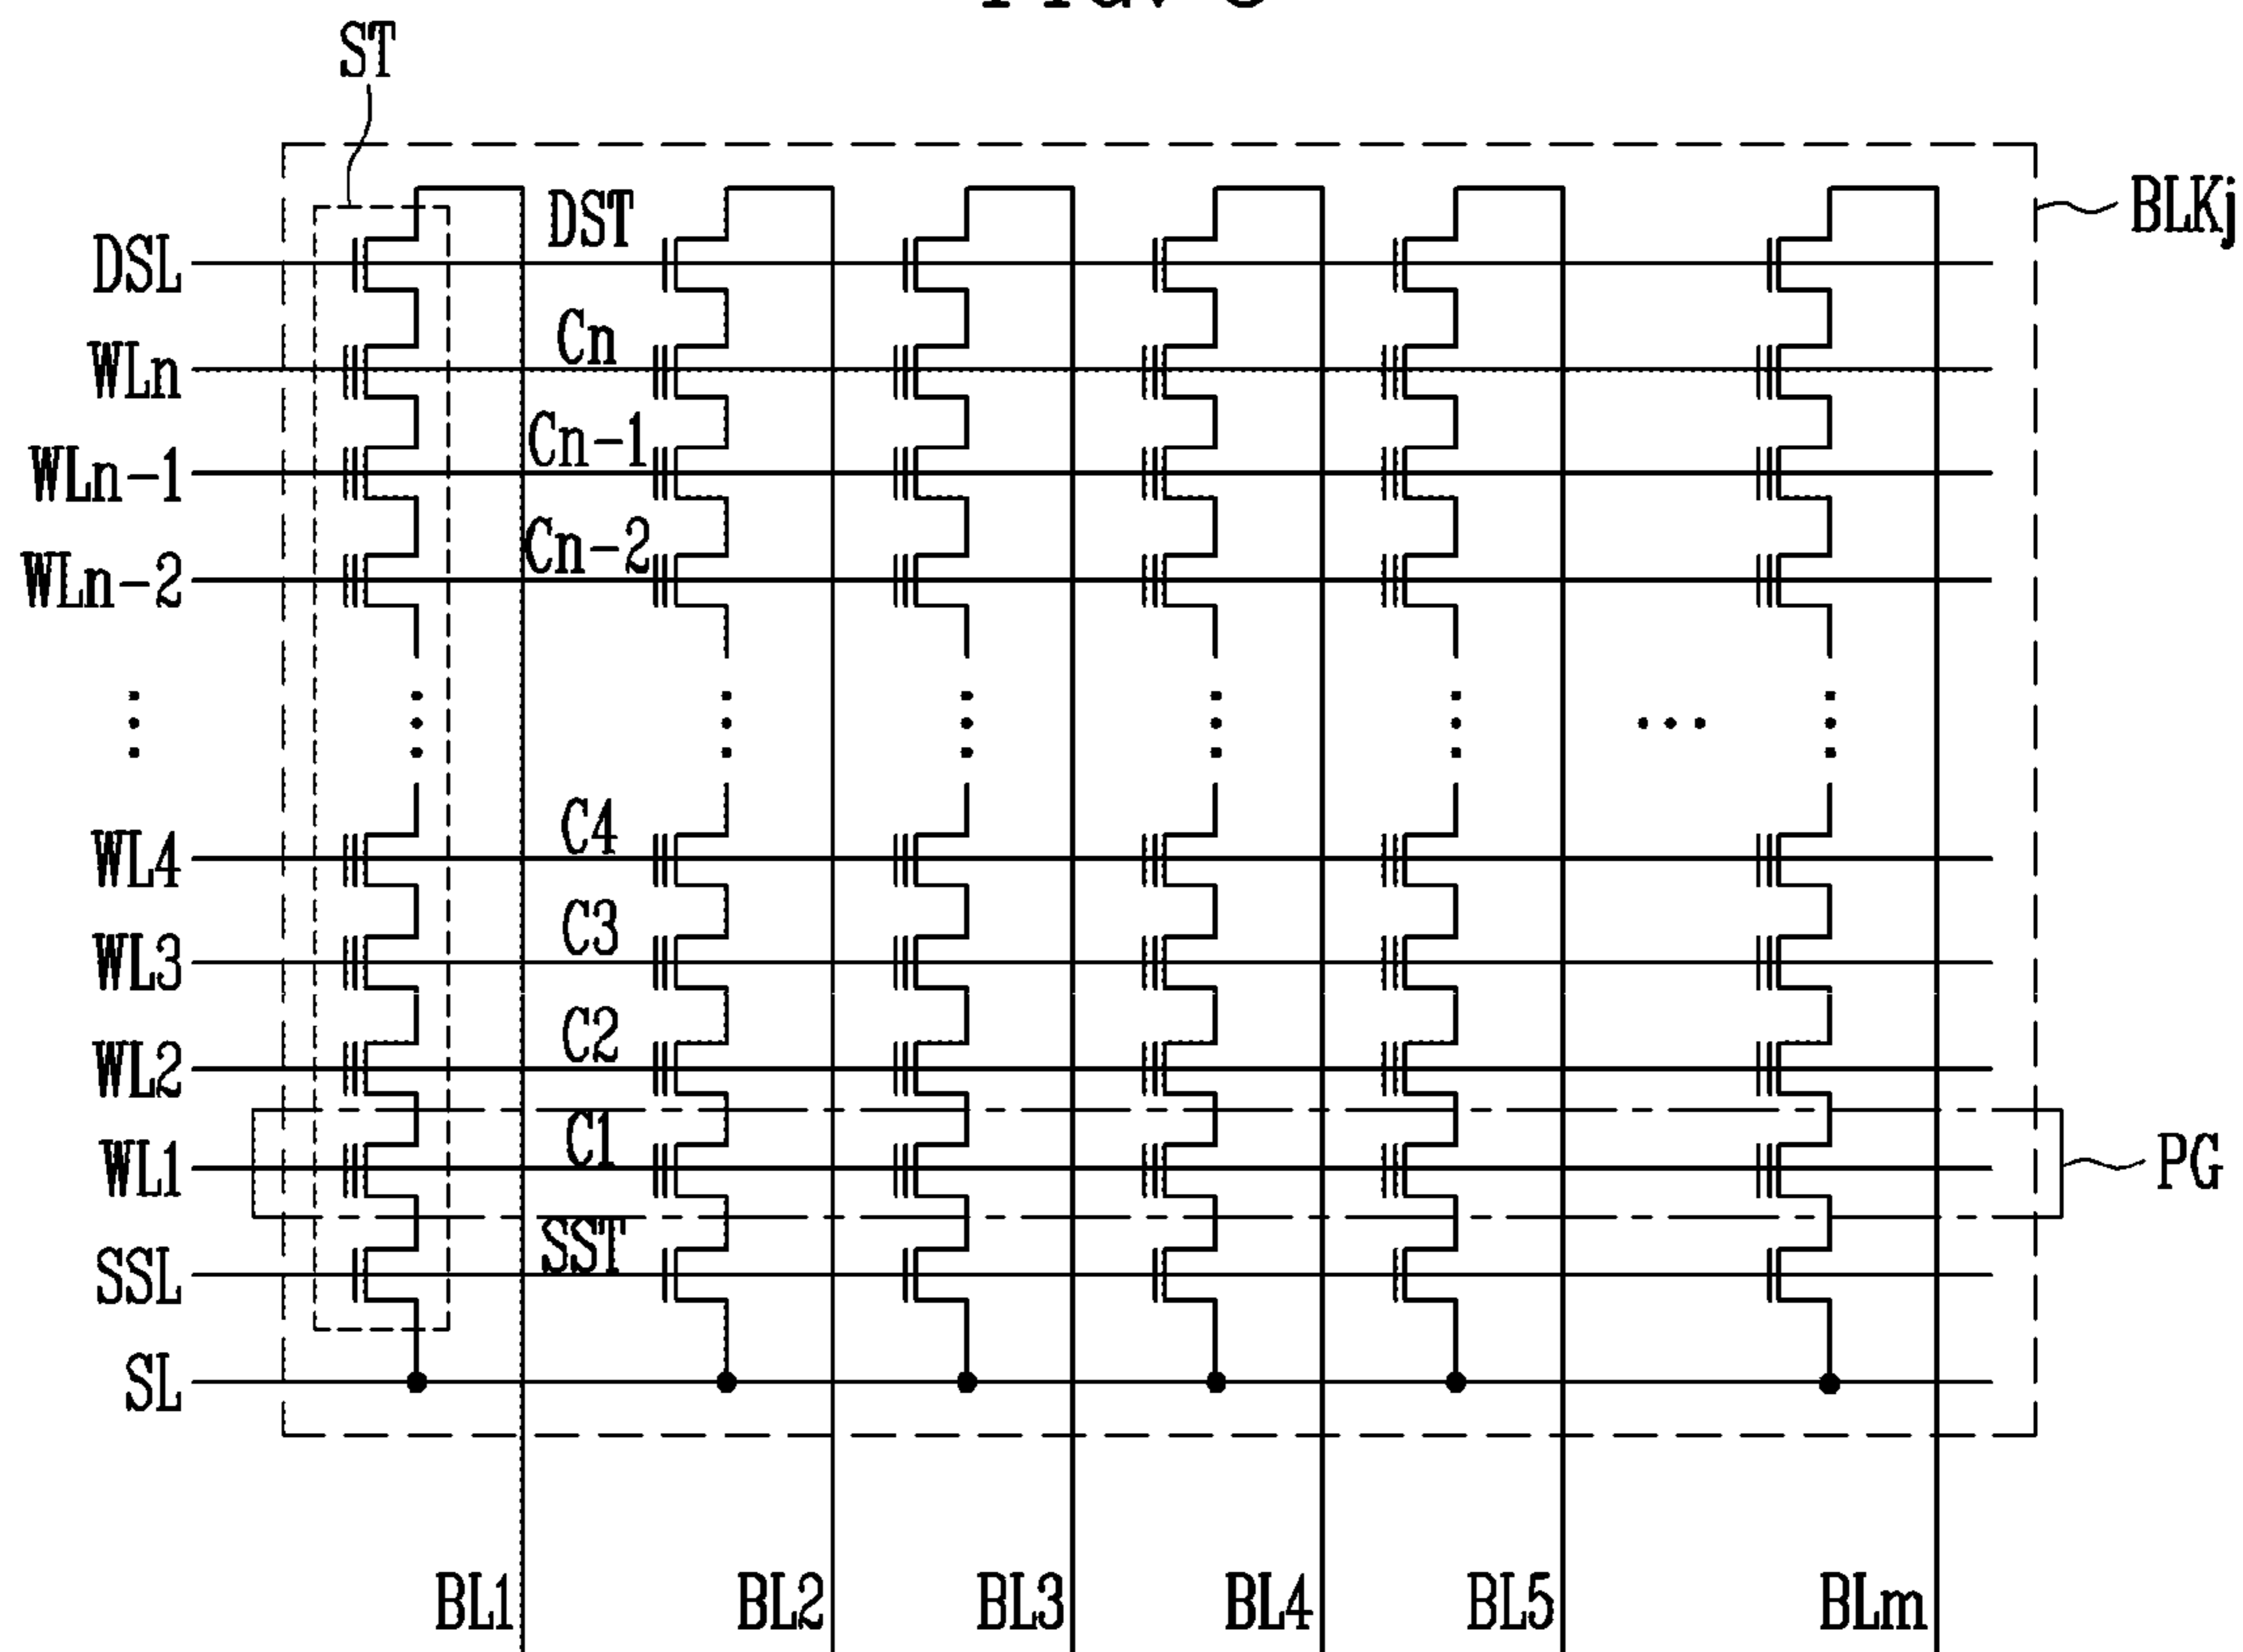 ST
BLKj
DSL
DST
WLn
Cn
WLn-1
Cn-1
WLn-2
Cn-2
WL4
C4
WL3
C3
WL2
C2
WL1
C1
PG
SSL
SST
SL
BL1
BL2
BL3
BL4
BL5
BLm